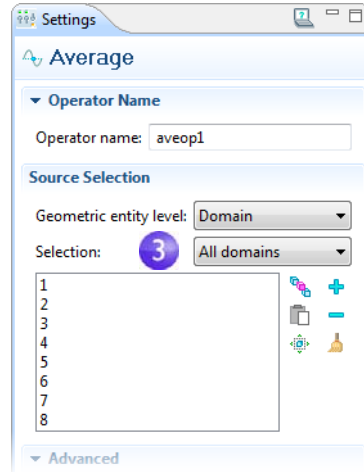 Settings
Average
Operator Name
Operator name: aveop1
Source Selection
Geometric entity level: Domain
Selection: 3 All domains
1
2
3
4
5
6
7
8
Advanced